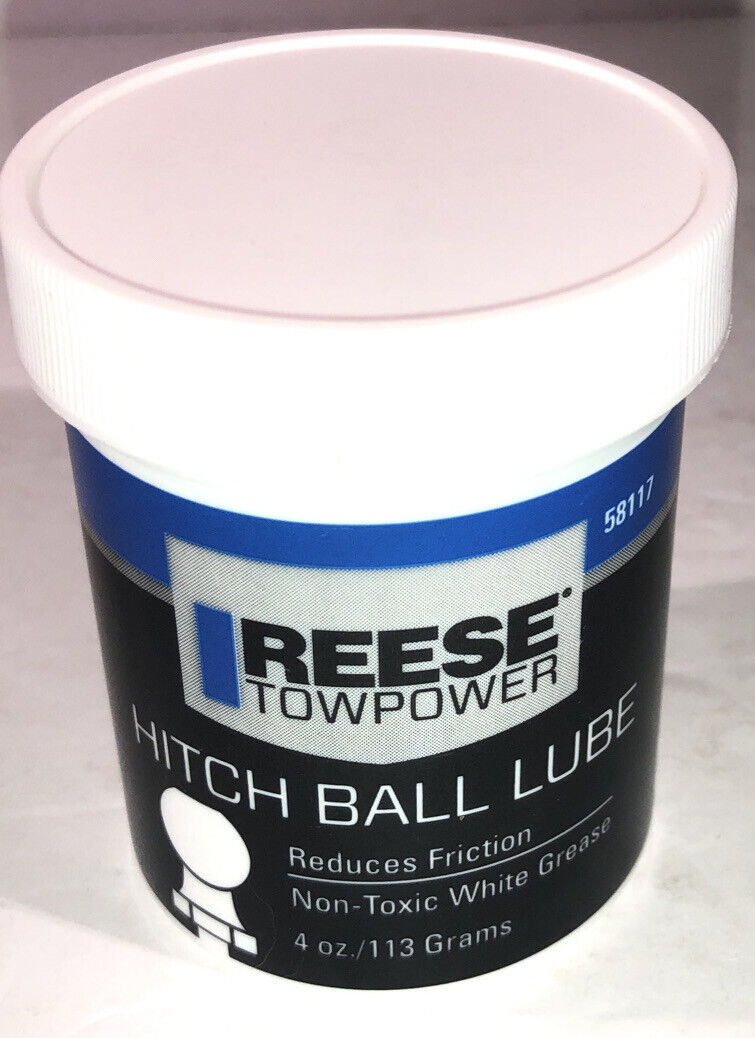 58117
REESE®
TOWPOWER
HITCH BALL LUBE
Reduces Friction
Non-Toxic White Grease
4 oz./113 Grams